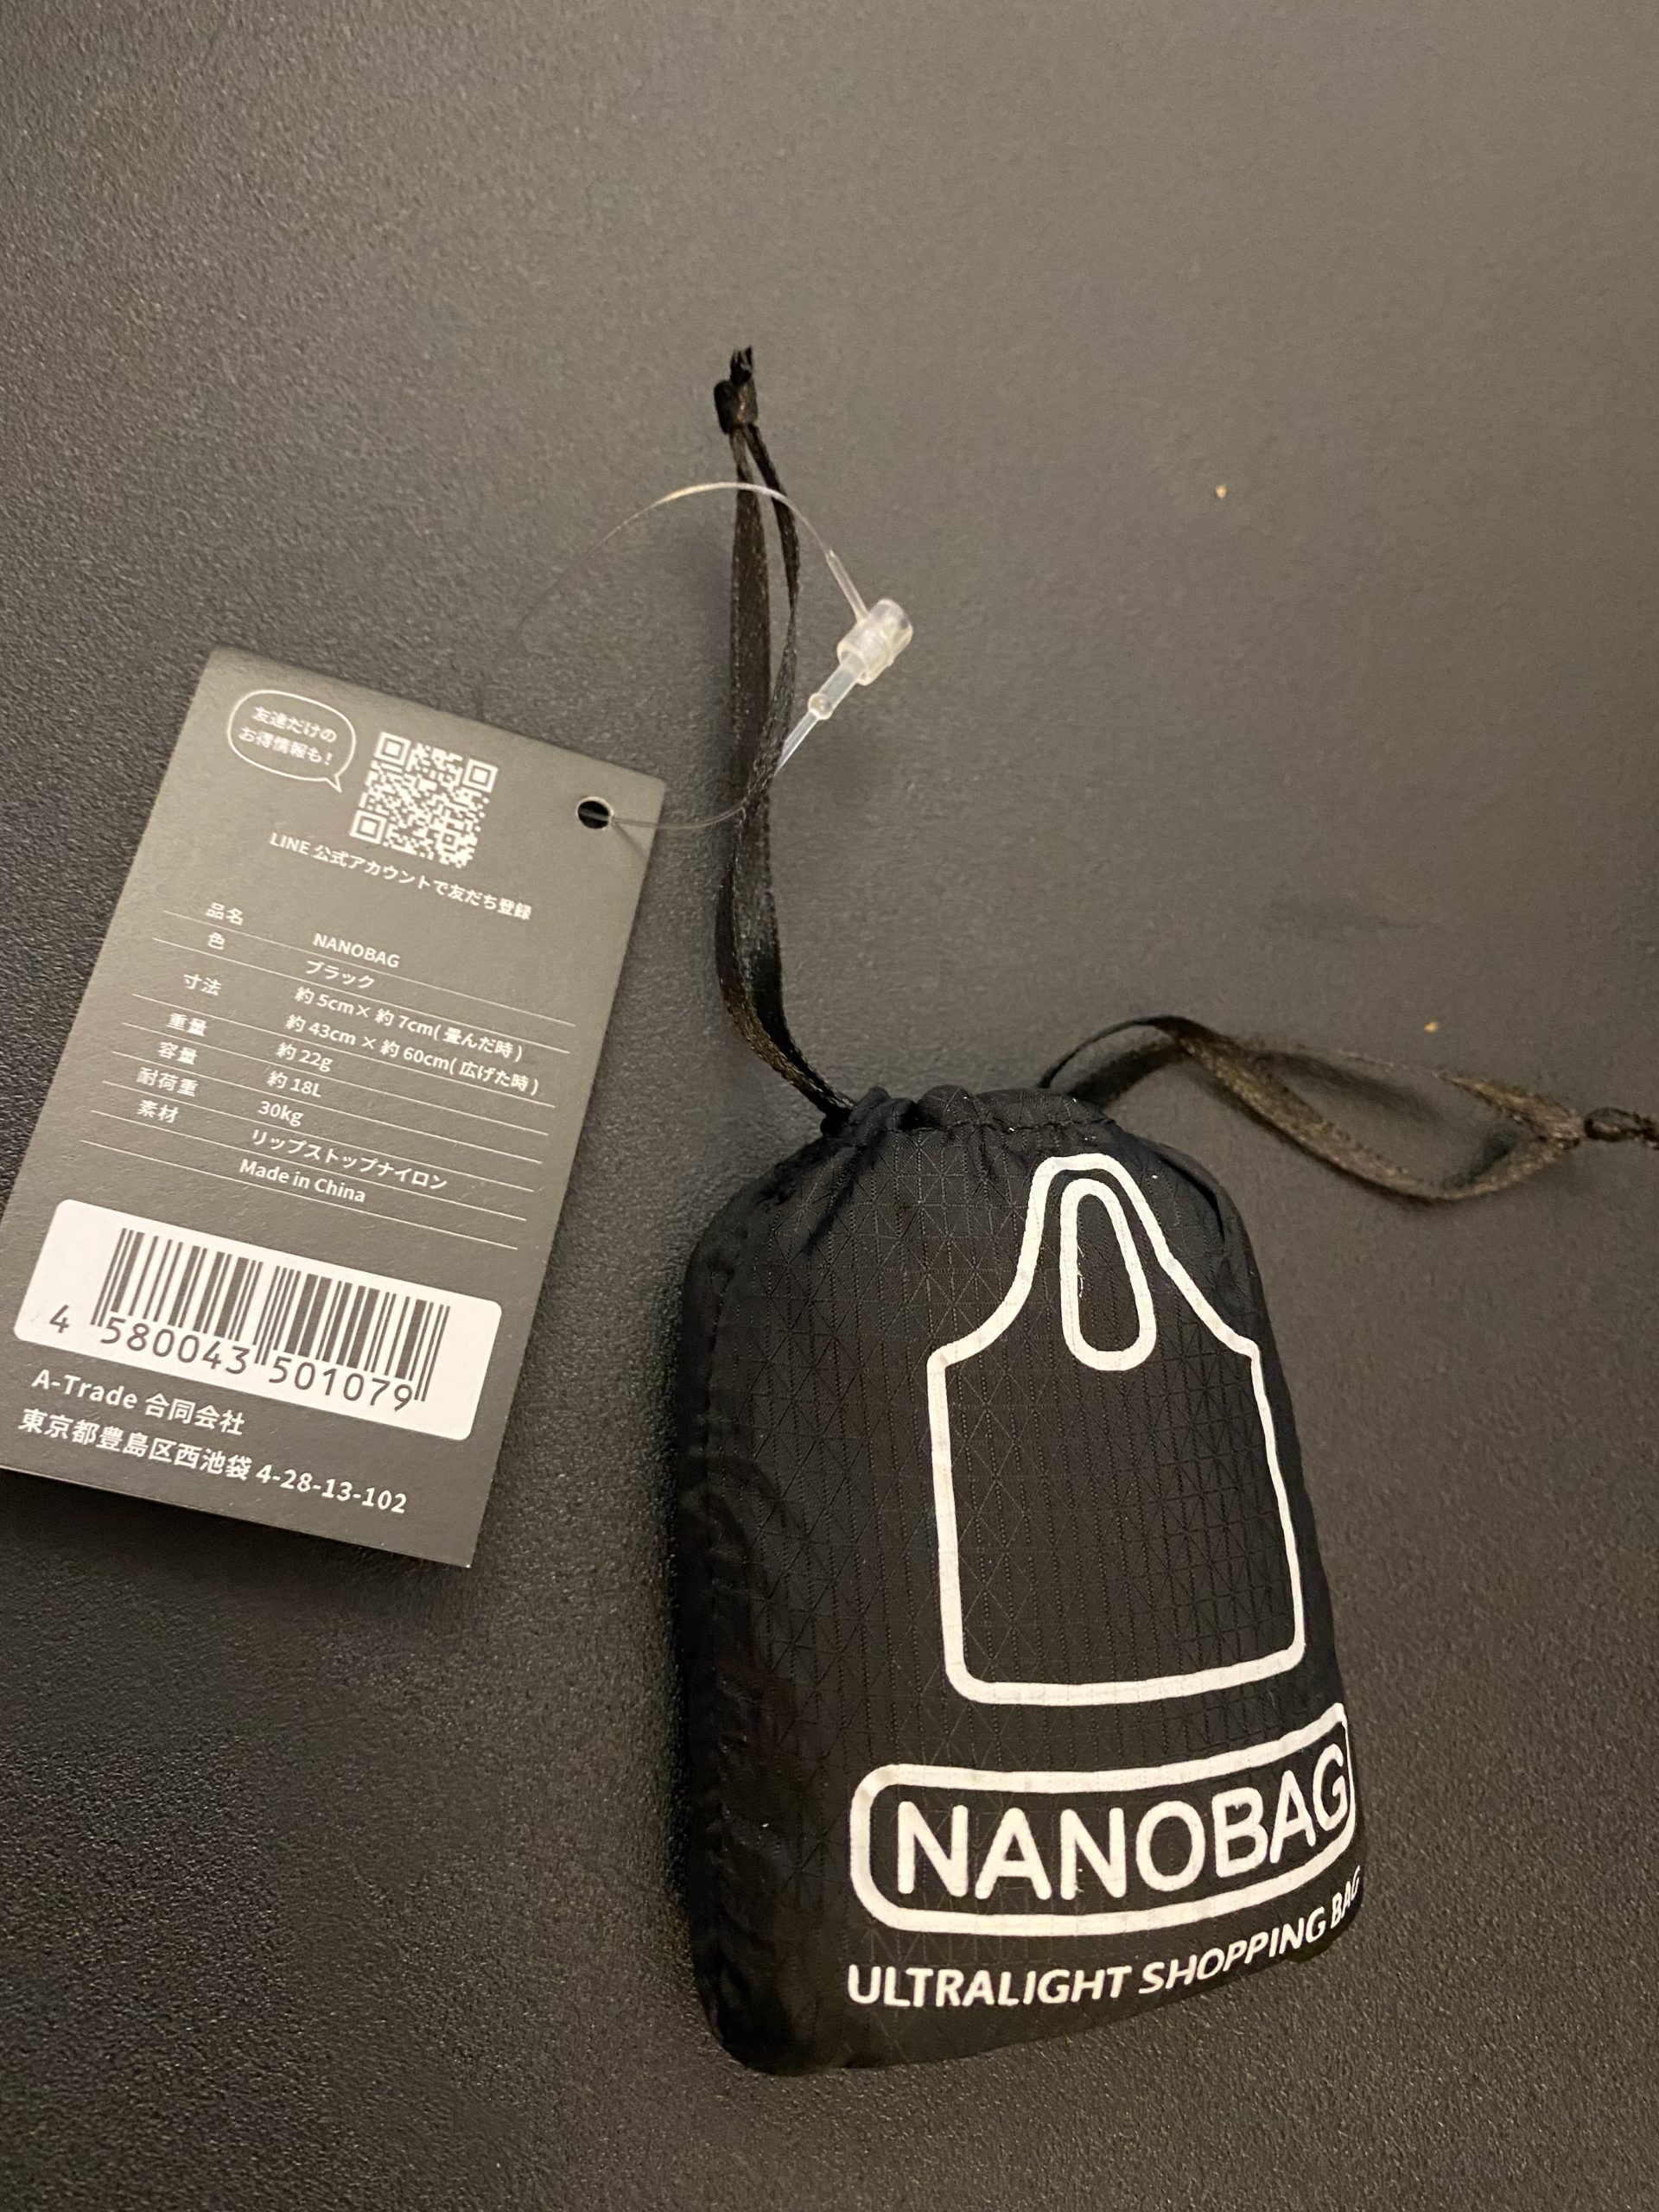 友達だけの
お得情報も!
LINE 公式アカウントで友だち登録
品名 NANOBAG
色 ブラック
寸法 約 5cm× 約 7cm( 畳んだ時 )
約 43cm × 約 60cm( 広げた時 )
重量 約 22g
容量 約 18L
耐荷重 30kg
素材 リップストップナイロン
Made in China
4 580043 501079
A-Trade 合同会社
東京都豊島区西池袋 4-28-13-102
NANOBAG
ULTRALIGHT SHOPPING BAG